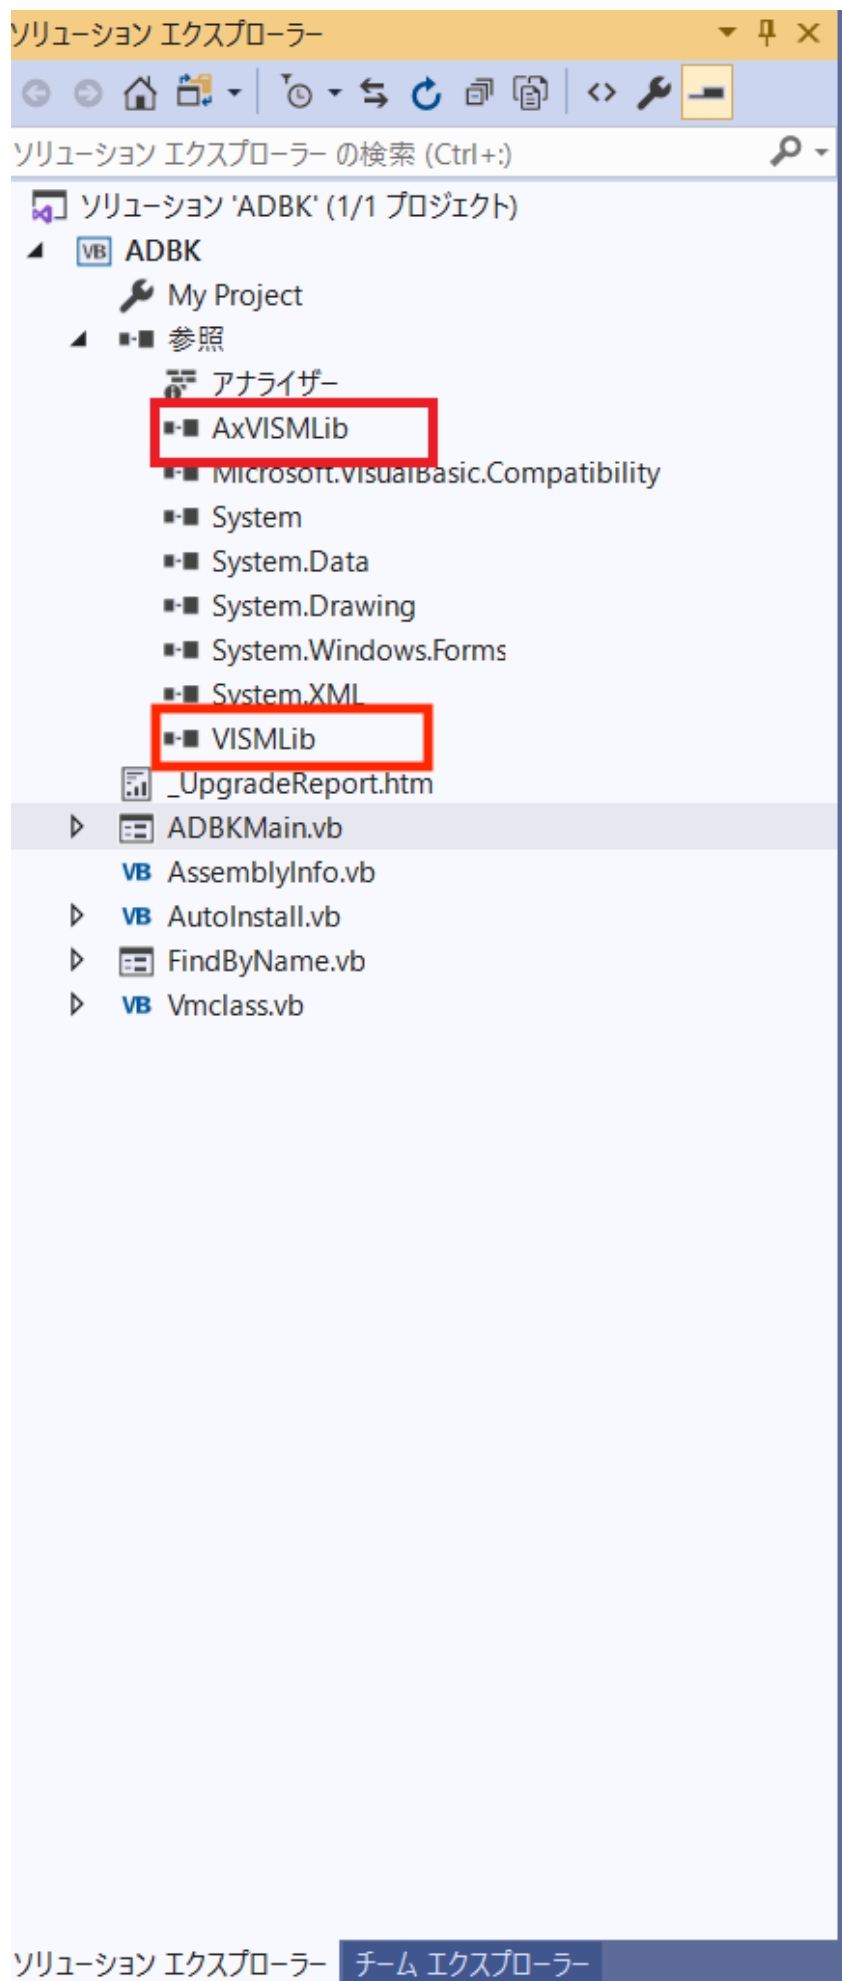 ソリューション エクスプローラー
ソリューション エクスプローラー の検索 (Ctrl+:)
ソリューション 'ADBK' (1/1 プロジェクト)
VB ADBK
My Project
参照
アナライザー
AxVISMLib
Microsoft.VisualBasic.Compatibility
System
System.Data
System.Drawing
System.Windows.Forms
System.XML
VISMLib
_UpgradeReport.htm
ADBKMain.vb
VB AssemblyInfo.vb
VB AutoInstall.vb
FindByName.vb
VB Vmclass.vb
ソリューション エクスプローラー チーム エクスプローラー